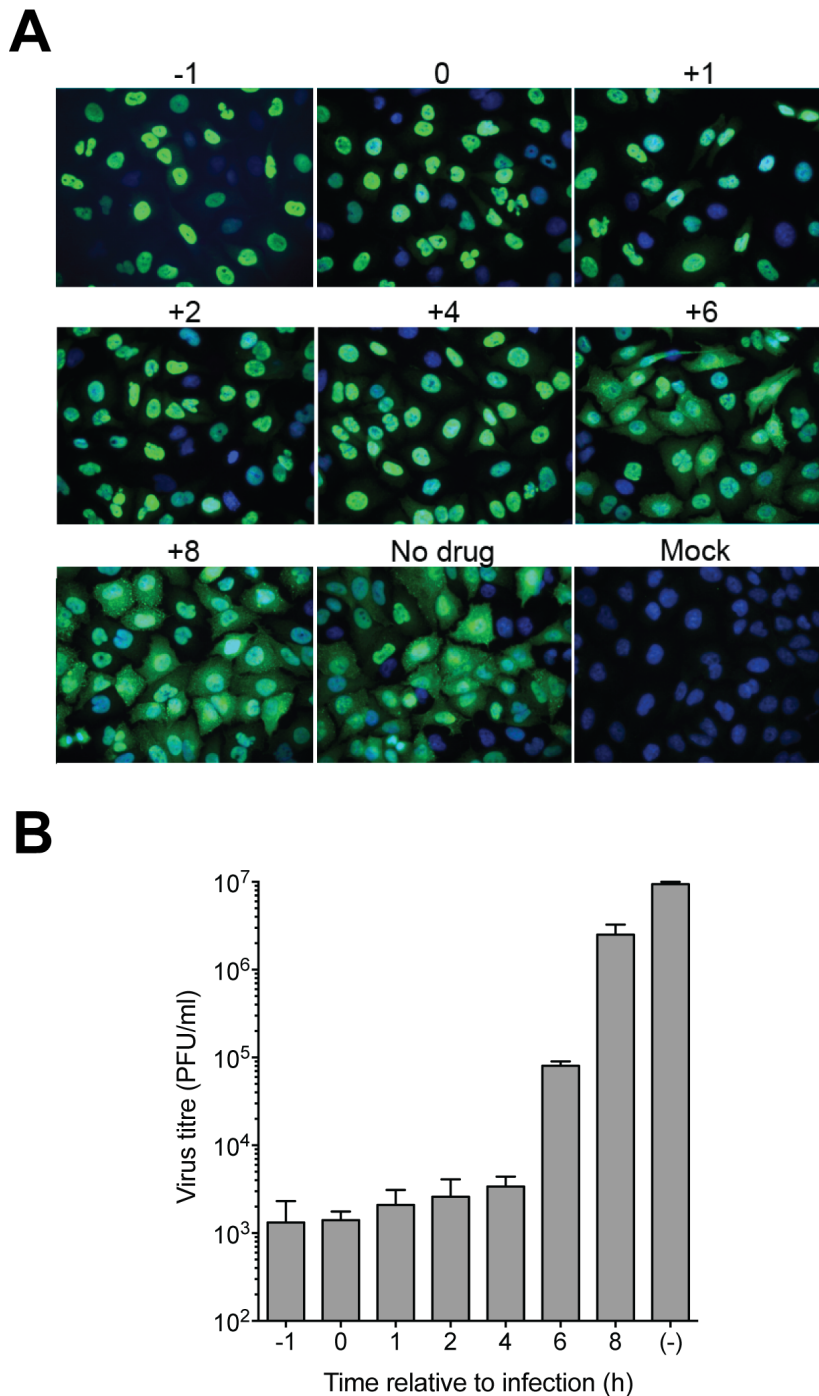 A
-1 0 +1
+2 +4 +6
+8 No drug Mock
B
Virus titre (PFU/ml)
10⁷
10⁶
10⁵
10⁴
10³
10²
-1 0 1 2 4 6 8 (-)
Time relative to infection (h)